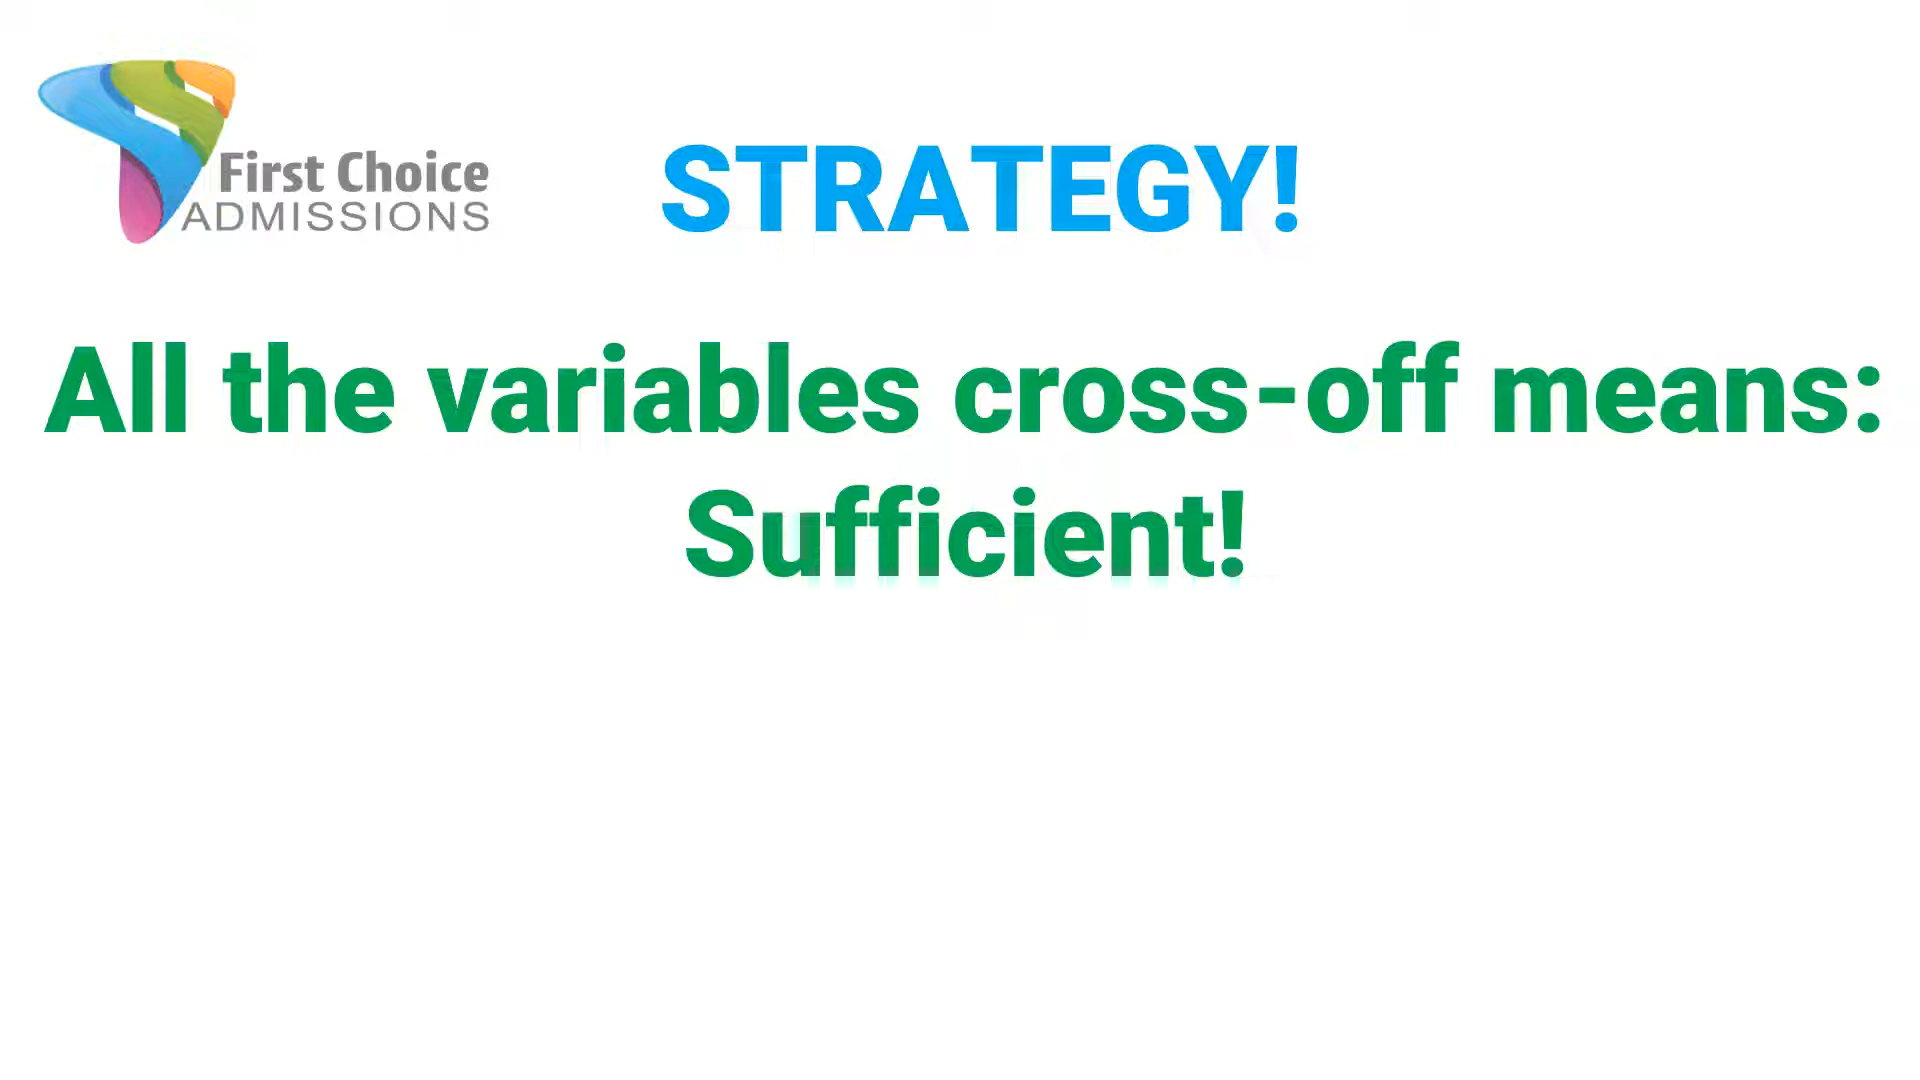 First Choice
ADMISSIONS
STRATEGY!
All the variables cross-off means:
Sufficient!